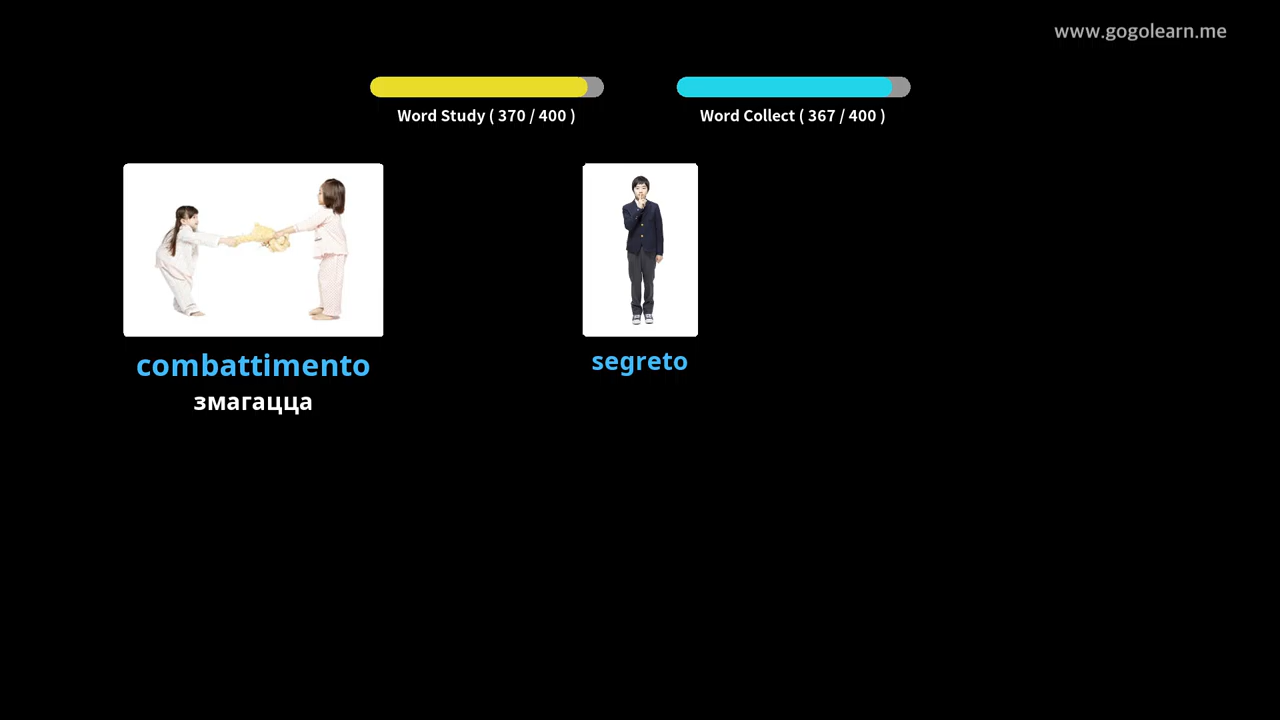 www.gogolearn.me
Word Study ( 370 / 400 )
Word Collect ( 367 / 400 )
combattimento
змагацца
segreto